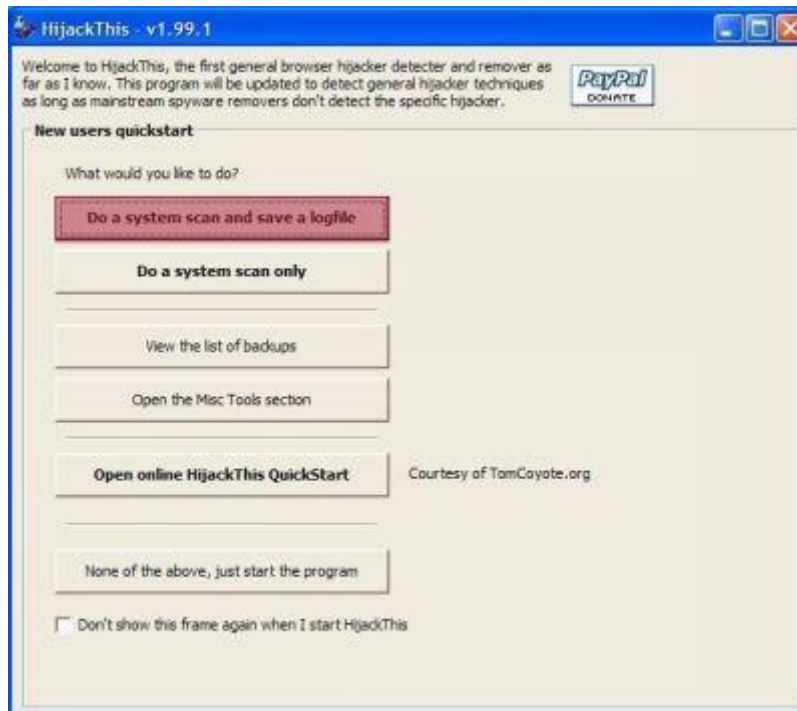 HijackThis - v1.99.1
Welcome to HijackThis, the first general browser hijacker detecter and remover as
far as I know. This program will be updated to detect general hijacker techniques
as long as mainstream spyware removers don't detect the specific hijacker.
PayPal
DONATE
New users quickstart
What would you like to do?
Do a system scan and save a logfile
Do a system scan only
View the list of backups
Open the Misc Tools section
Open online HijackThis QuickStart
Courtesy of TomCoyote.org
None of the above, just start the program
Don't show this frame again when I start HijackThis